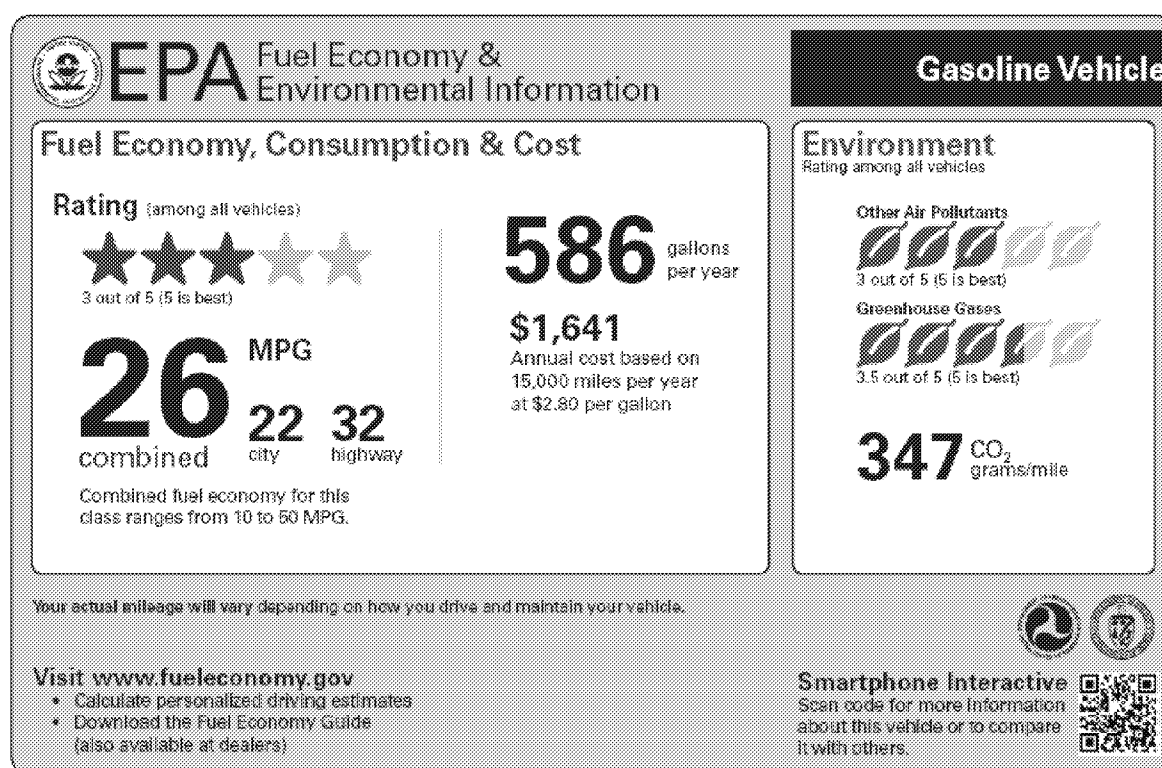 EPA Fuel Economy &
Environmental Information
Gasoline Vehicle
Fuel Economy, Consumption & Cost
Rating (among all vehicles)
3 out of 5 (5 is best)
26 combined
MPG
22 city
32 highway
Combined fuel economy for this
class ranges from 10 to 50 MPG.
586 gallons
per year
$1,641
Annual cost based on
15,000 miles per year
at $2.80 per gallon
Environment
Rating among all vehicles
Other Air Pollutants
3 out of 5 (5 is best)
Greenhouse Gases
3.5 out of 5 (5 is best)
347 CO₂
grams/mile
Your actual mileage will vary depending on how you drive and maintain your vehicle.
Visit www.fueleconomy.gov
• Calculate personalized driving estimates
• Download the Fuel Economy Guide
(also available at dealers)
Smartphone Interactive
Scan code for more information
about this vehicle or to compare
it with others.